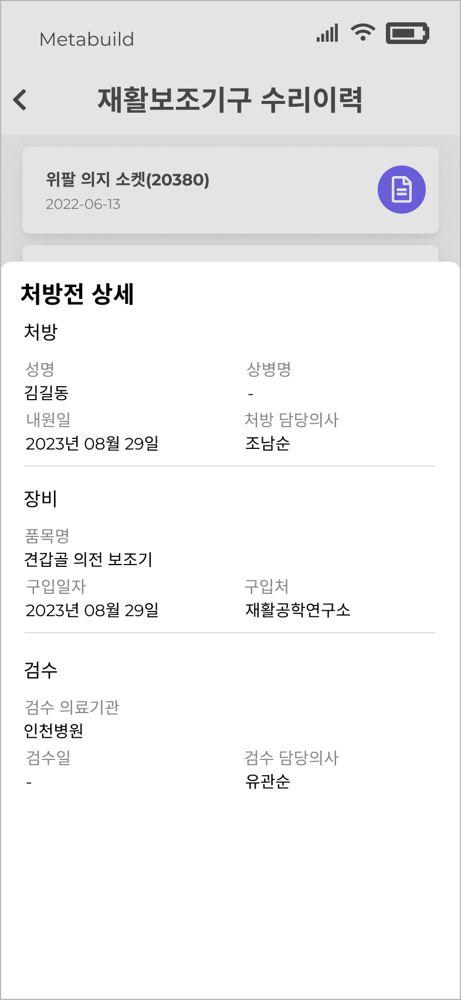 Metabuild
재활보조기구 수리이력
위팔 의지 소켓(20380)
2022-06-13
처방전 상세
처방
성명 상병명
김길동 -
내원일 처방 담당의사
2023년 08월 29일 조남순
장비
품목명
견갑골 의전 보조기
구입일자 구입처
2023년 08월 29일 재활공학연구소
검수
검수 의료기관
인천병원
검수일 검수 담당의사
- 유관순